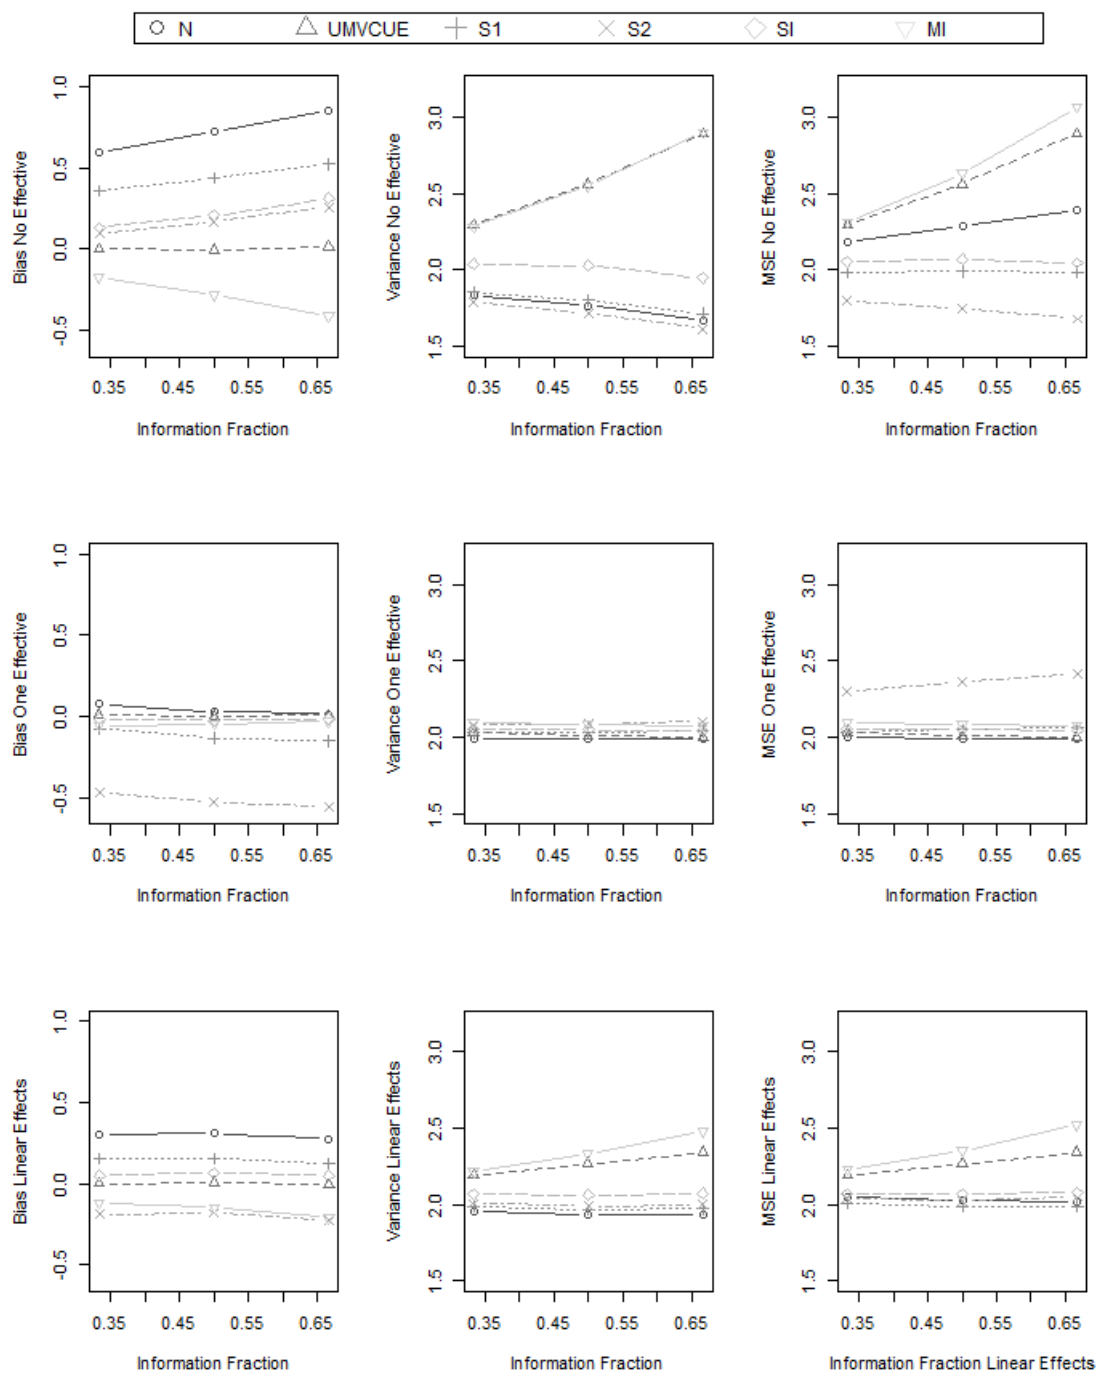 N UMVCUE S1 S2 SI MI
Bias No Effective
1.0
0.5
0.0
-0.5
0.35 0.45 0.55 0.65
Information Fraction
Variance No Effective
3.0
2.5
2.0
1.5
0.35 0.45 0.55 0.65
Information Fraction
MSE No Effective
3.0
2.5
2.0
1.5
0.35 0.45 0.55 0.65
Information Fraction
Bias One Effective
1.0
0.5
0.0
-0.5
0.35 0.45 0.55 0.65
Information Fraction
Variance One Effective
3.0
2.5
2.0
1.5
0.35 0.45 0.55 0.65
Information Fraction
MSE One Effective
3.0
2.5
2.0
1.5
0.35 0.45 0.55 0.65
Information Fraction
Bias Linear Effects
1.0
0.5
0.0
-0.5
0.35 0.45 0.55 0.65
Information Fraction
Variance Linear Effects
3.0
2.5
2.0
1.5
0.35 0.45 0.55 0.65
Information Fraction
MSE Linear Effects
3.0
2.5
2.0
1.5
0.35 0.45 0.55 0.65
Information Fraction Linear Effects